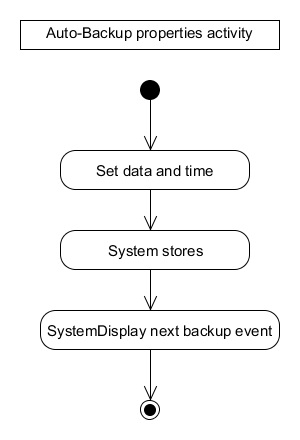 Auto-Backup properties activity
Set data and time
System stores
SystemDisplay next backup event